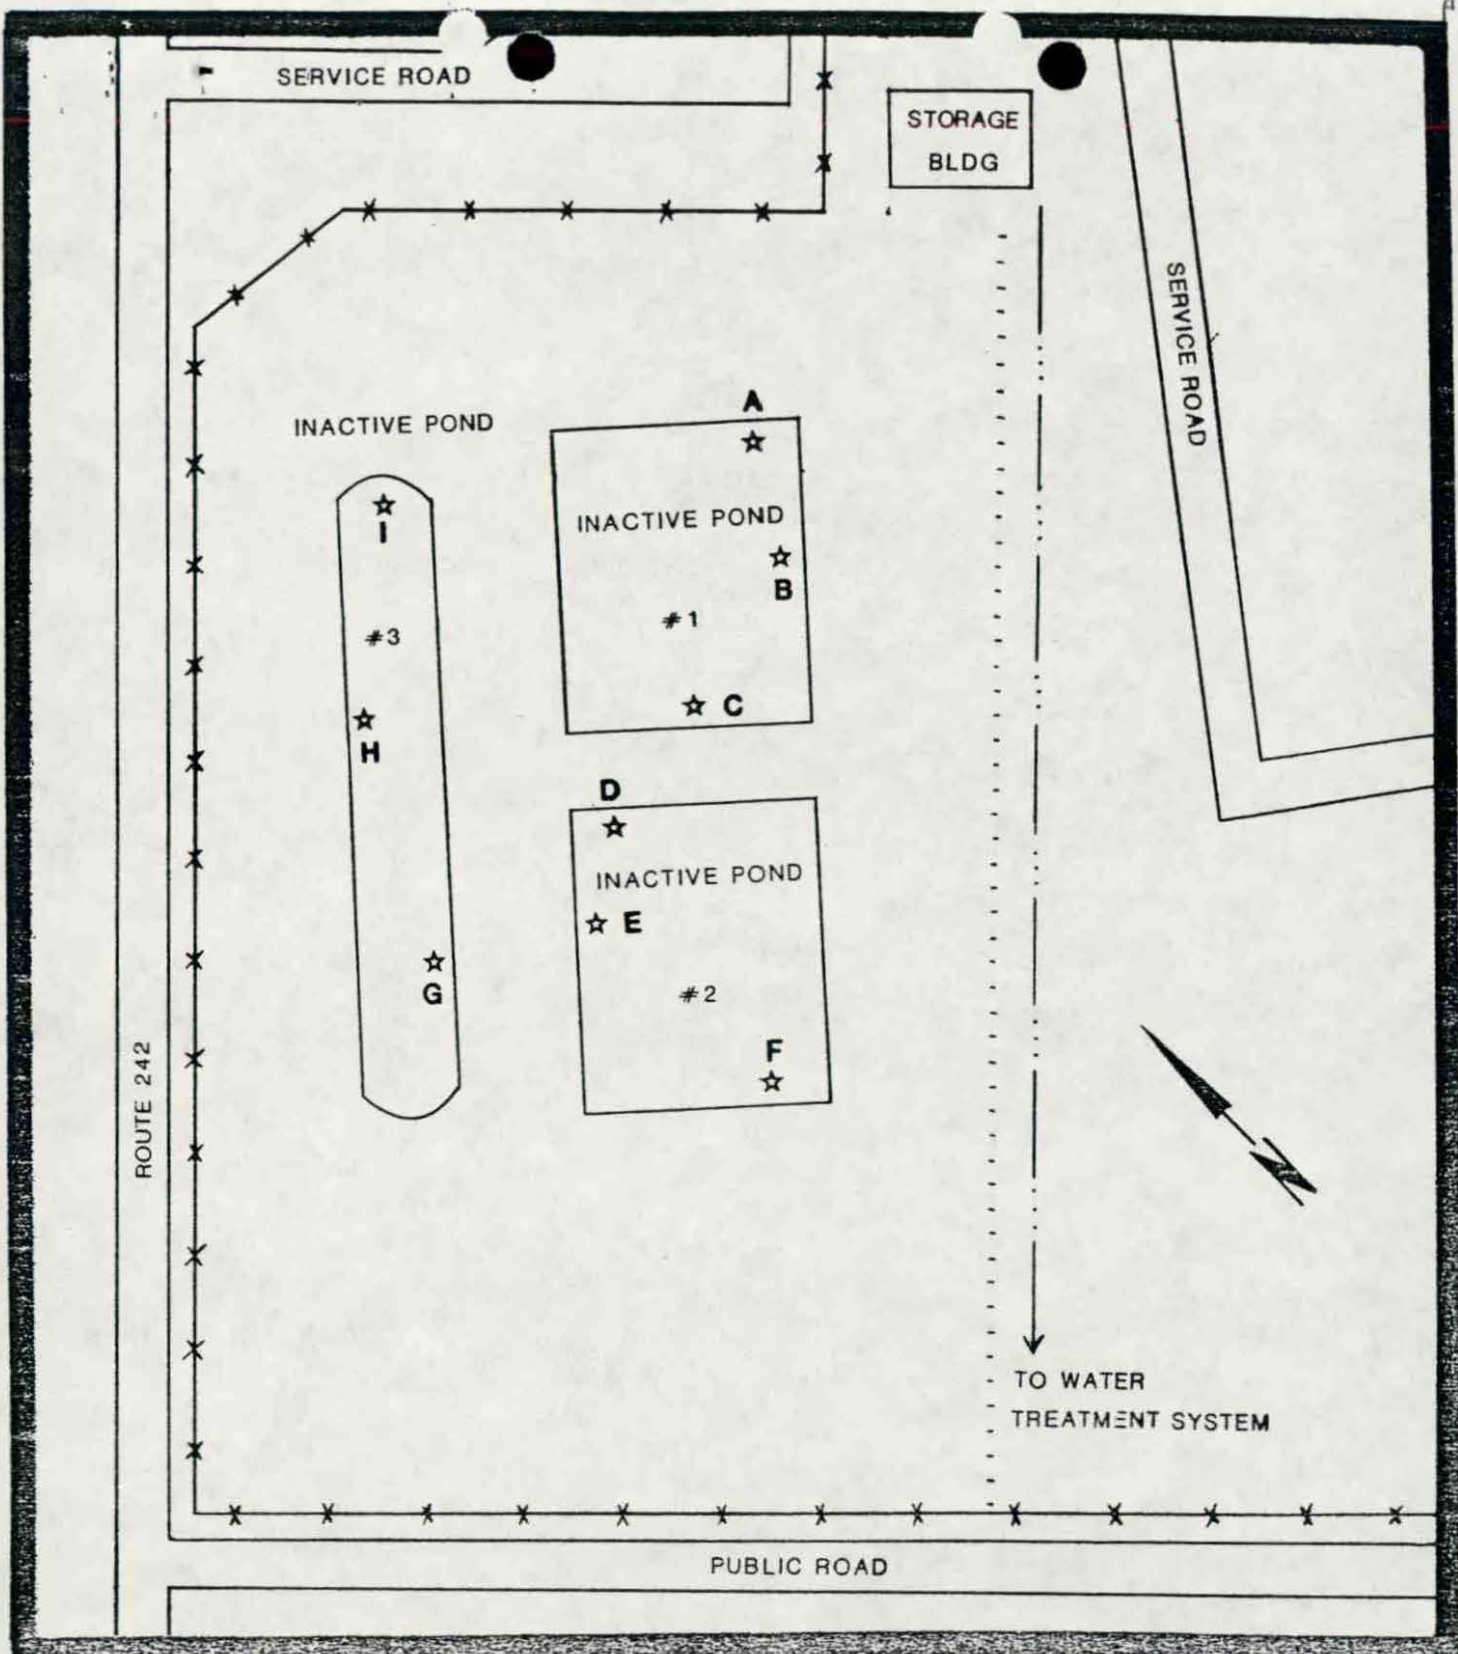 SERVICE ROAD
STORAGE
BLDG
SERVICE ROAD
A
INACTIVE POND
I
INACTIVE POND
B
#1
#3
C
H
D
INACTIVE POND
E
#2
G
F
ROUTE 242
N
TO WATER
TREATMENT SYSTEM
PUBLIC ROAD